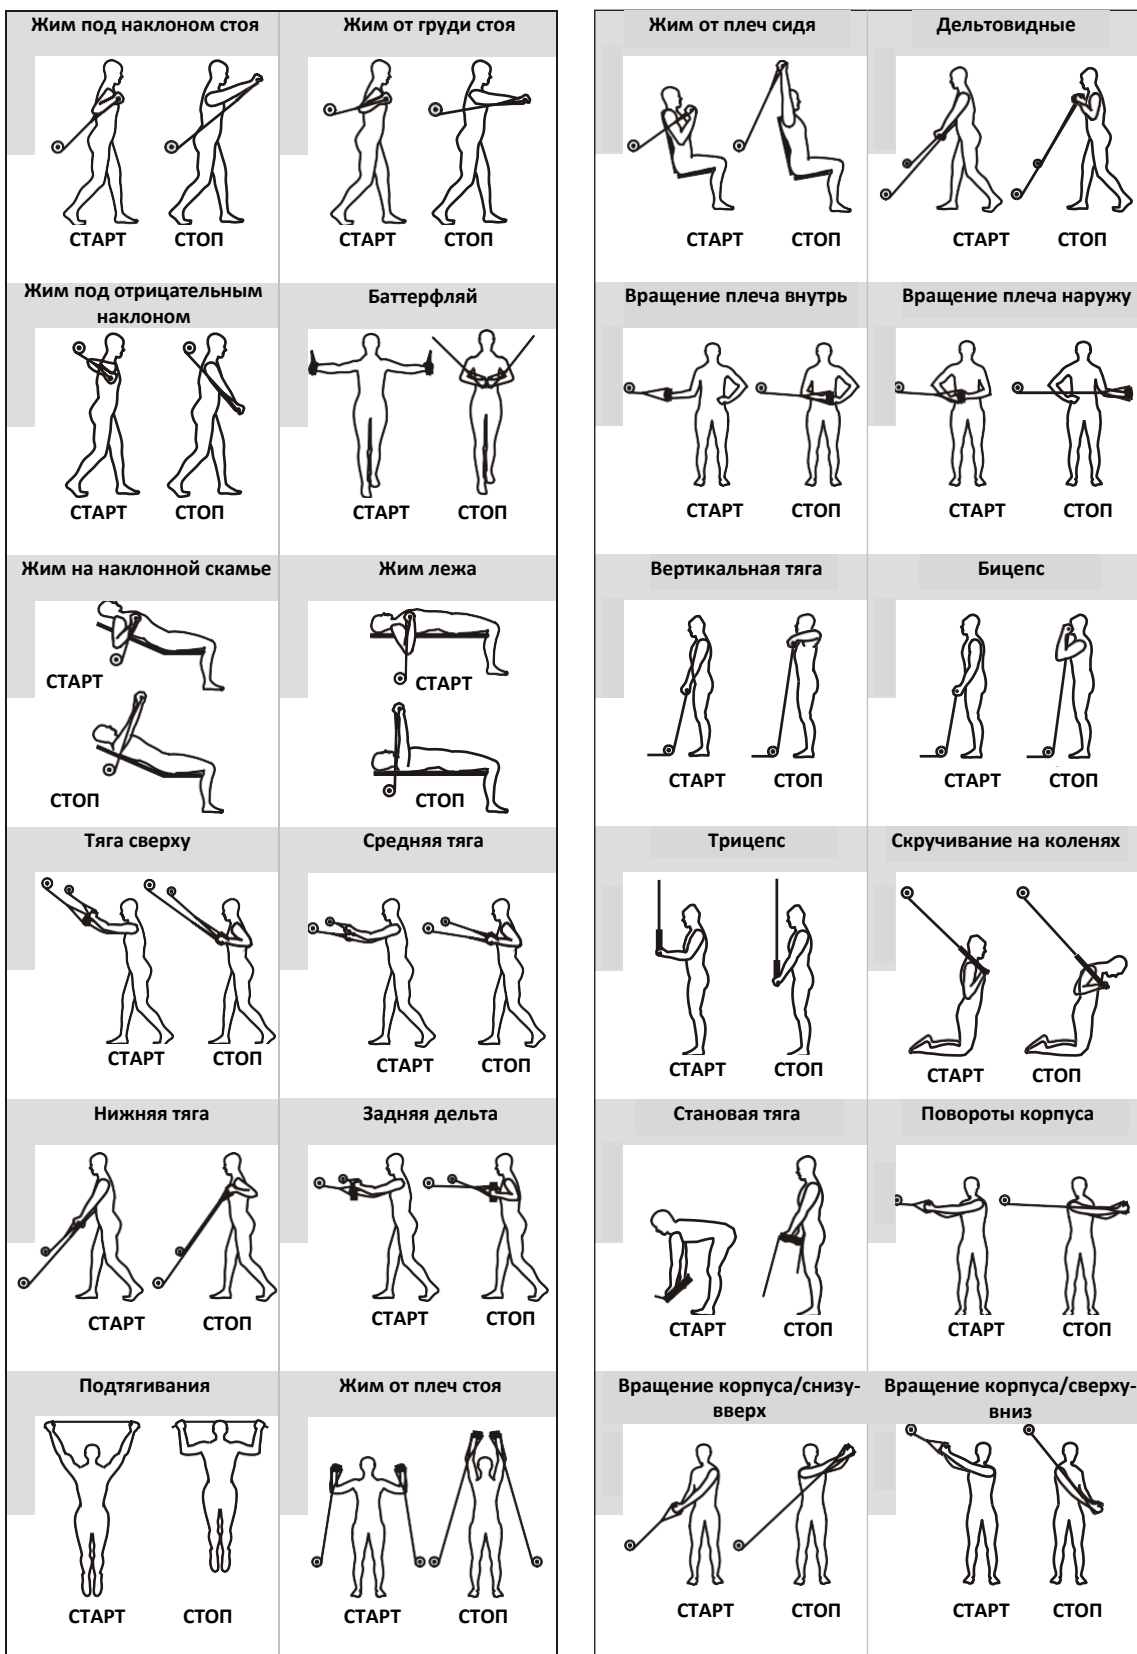 Жим под наклоном стоя
Жим от груди стоя
СТАРТ СТОП
СТАРТ СТОП
Жим под отрицательным
наклоном
Баттерфляй
СТАРТ СТОП
СТАРТ СТОП
Жим на наклонной скамье
Жим лежа
СТАРТ
СТОП
СТАРТ
СТОП
Тяга сверху
Средняя тяга
СТАРТ СТОП
СТАРТ СТОП
Нижняя тяга
Задняя дельта
СТАРТ СТОП
СТАРТ СТОП
Подтягивания
Жим от плеч стоя
СТАРТ СТОП
СТАРТ СТОП
Жим от плеч сидя
Дельтовидные
СТАРТ СТОП
СТАРТ СТОП
Вращение плеча внутрь
Вращение плеча наружу
СТАРТ СТОП
СТАРТ СТОП
Вертикальная тяга
Бицепс
СТАРТ СТОП
СТАРТ СТОП
Трицепс
Скручивание на коленях
СТАРТ СТОП
СТАРТ СТОП
Становая тяга
Повороты корпуса
СТАРТ СТОП
СТАРТ СТОП
Вращение корпуса/снизу-
вверх
Вращение корпуса/сверху-
вниз
СТАРТ СТОП
СТАРТ СТОП